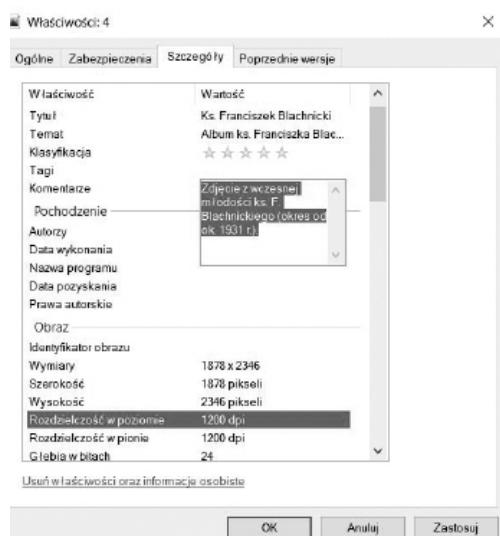 Właściwości: 4
Ogólne Zabezpieczenia Szczegóły Poprzednie wersje
Właściwość Wartość
Tytuł Ks. Franciszek Blachnicki
Temat Album ks. Franciszka Blac...
Klasyfikacja
Tagi
Komentarze Zdjęcie z wczesnej
młodości ks. F.
Blachnickiego (okres od
ok. 1931 r.).
Pochodzenie
Autorzy
Data wykonania
Nazwa programu
Data pozyskania
Prawa autorskie
Obraz
Identyfikator obrazu
Wymiary 1878 x 2346
Szerokość 1878 pikseli
Wysokość 2346 pikseli
Rozdzielczość w poziomie 1200 dpi
Rozdzielczość w pionie 1200 dpi
Głębia w bitach 24
Usuń właściwości oraz informacje osobiste
OK Anuluj Zastosuj